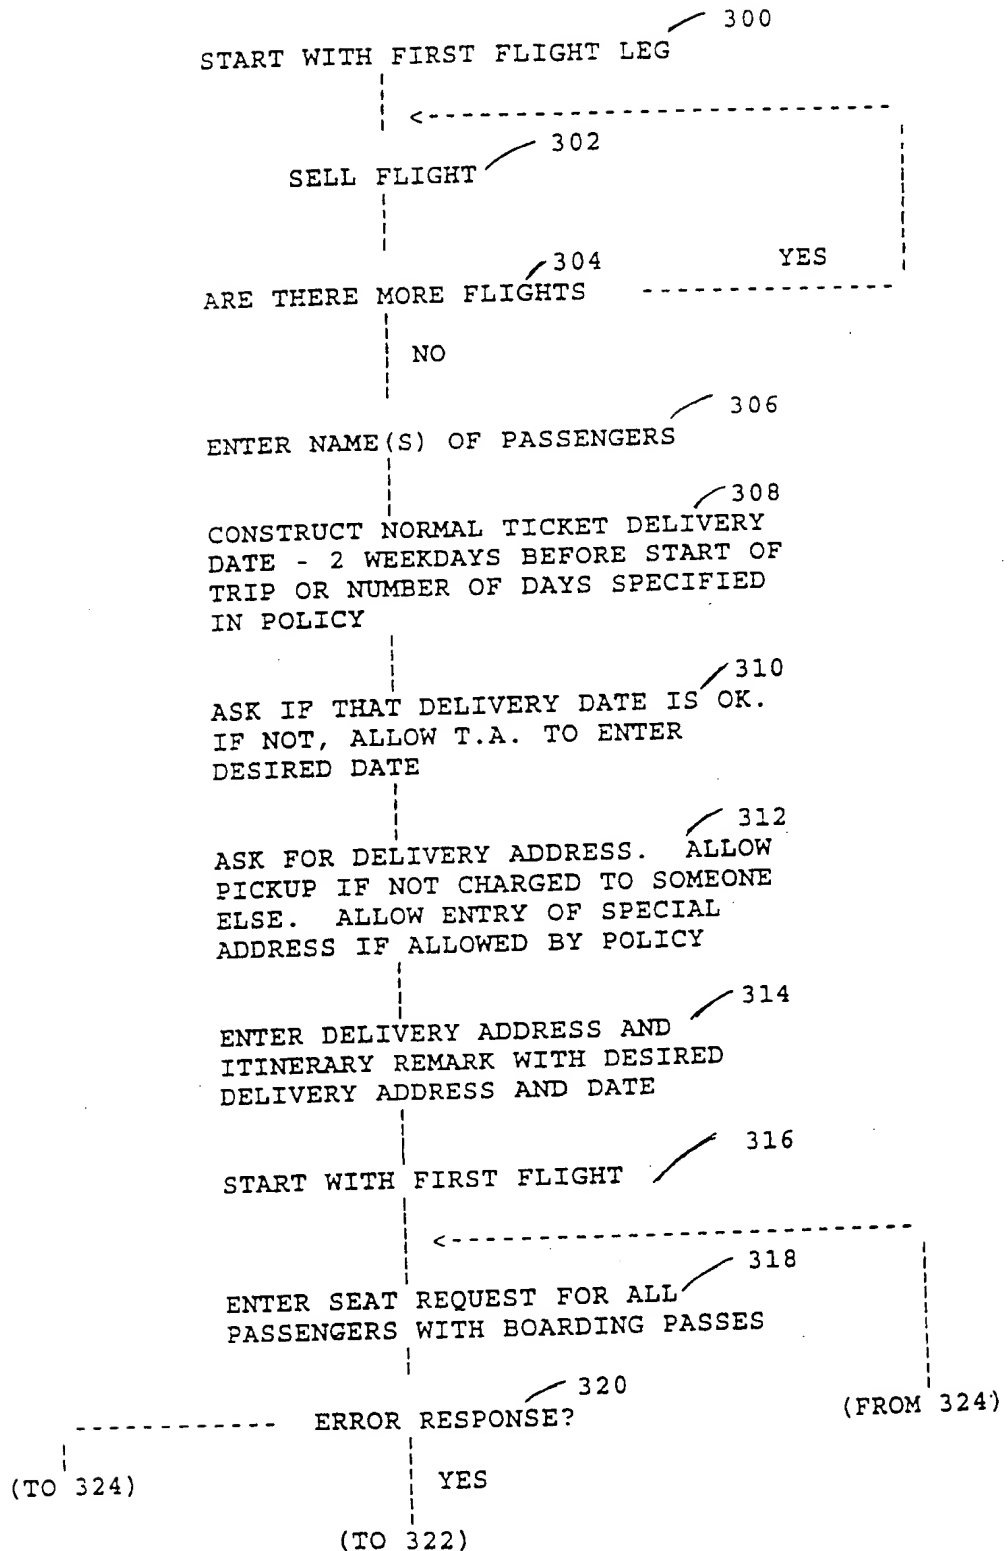 300
START WITH FIRST FLIGHT LEG
302
SELL FLIGHT
304
YES
ARE THERE MORE FLIGHTS
NO
306
ENTER NAME(S) OF PASSENGERS
308
CONSTRUCT NORMAL TICKET DELIVERY
DATE - 2 WEEKDAYS BEFORE START OF
TRIP OR NUMBER OF DAYS SPECIFIED
IN POLICY
310
ASK IF THAT DELIVERY DATE IS OK.
IF NOT, ALLOW T.A. TO ENTER
DESIRED DATE
312
ASK FOR DELIVERY ADDRESS. ALLOW
PICKUP IF NOT CHARGED TO SOMEONE
ELSE. ALLOW ENTRY OF SPECIAL
ADDRESS IF ALLOWED BY POLICY
314
ENTER DELIVERY ADDRESS AND
ITINERARY REMARK WITH DESIRED
DELIVERY ADDRESS AND DATE
316
START WITH FIRST FLIGHT
318
ENTER SEAT REQUEST FOR ALL
PASSENGERS WITH BOARDING PASSES
320
(FROM 324)
ERROR RESPONSE?
(TO 324)
YES
(TO 322)